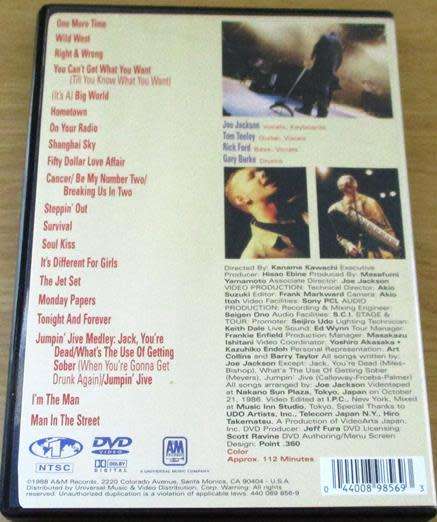 One More Time
Wild West
Right & Wrong
You Can't Get What You Want
(Till You Know What You Want)
(It's A) Big World
Hometown
On Your Radio
Shanghai Sky
Fifty Dollar Love Affair
Cancer/ Be My Number Two/
Breaking Us In Two
Steppin' Out
Survival
Soul Kiss
It's Different For Girls
The Jet Set
Monday Papers
Tonight And Forever
Jumpin' Jive Medley: Jack, You're
Dead/What's The Use Of Getting
Sober (When You're Gonna Get
Drunk Again)/Jumpin' Jive
I'm The Man
Man In The Street
Joe Jackson Vocals, Keyboards
Tom Teeley Guitar, Vocals
Rick Ford Bass, Vocals
Gary Burke Drums
Directed By: Kaname Kawachi Executive
Producer: Hisao Ebine Produced By: Masafumi
Yamamoto Associate Director: Joe Jackson
VIDEO PRODUCTION: Technical Director: Akio
Suzuki Editor: Frank Markward Camera: Akio
Itoh Video Facilities: Sony PCL AUDIO
PRODUCTION: Recording & Mixing Engineer:
Seigen Ono Audio Facilities: S.C.I. STAGE &
TOUR: Promoter: Seijiro Udo Lighting Technician:
Keith Dale Live Sound: Ed Wynn Tour Manager:
Frankie Enfield Production Manager: Masakazu
Ishitani Video Coordinator: Yoshiro Akasaka +
Kazuhiko Endoh Personal Representation: Art
Collins and Barry Taylor All songs written by:
Joe Jackson Except: Jack, You're Dead (Miles-
Bishop), What's The Use Of Getting Sober
(Meyers), Jumpin' Jive (Calloway-Froeba-Palmer)
All songs arranged by: Joe Jackson Videotaped
at Nakano Sun Plaza, Tokyo, Japan on
October 21, 1986. Video Edited at I.P.C., New
York, Mixed at Music Inn Studio, Tokyo, Special Thanks to
UDO Artists, Inc., Telecom Japan N.Y., Hiro
Takematsu. A Production of VideoArts Japan,
Inc. DVD Producer: Jeff Fura DVD Licensing:
Scott Ravine DVD Authoring/Menu Screen
Design: Point .360
Color
Approx. 112 Minutes
1
NTSC
DVD
VIDEO
DOLBY
DIGITAL
A&M
RECORDS
A UNIVERSAL MUSIC COMPANY
©1988 A&M Records, 2220 Colorado Avenue, Santa Monica, CA 90404 - U.S.A.
Distributed by Universal Music and Video Distribution, Corp. Warning: All rights
reserved. Unauthorized duplication is a violation of applicable laws. 440 069 856-9
0 44008 98569 3